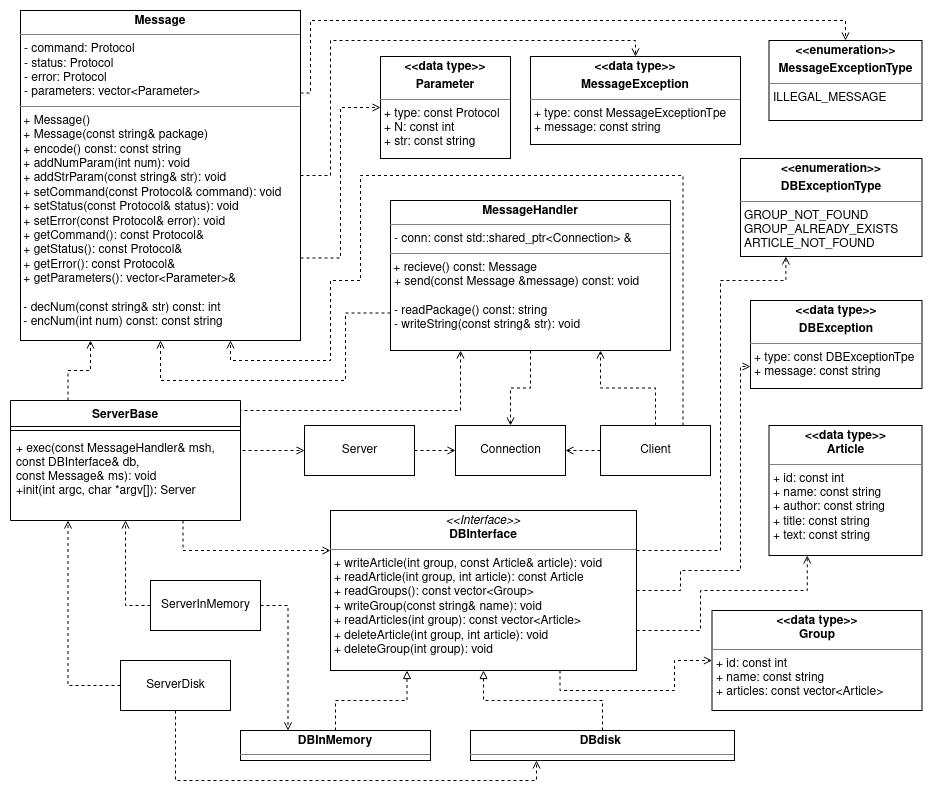 Message
- command: Protocol
- status: Protocol
- error: Protocol
- parameters: vector<Parameter>
+ Message()
+ Message(const string& package)
+ encode() const: const string
+ addNumParam(int num): void
+ addStrParam(const string& str): void
+ setCommand(const Protocol& command): void
+ setStatus(const Protocol& status): void
+ setError(const Protocol& error): void
+ getCommand(): const Protocol&
+ getStatus(): const Protocol&
+ getError(): const Protocol&
+ getParameters(): vector<Parameter>&
- decNum(const string& str) const: int
- encNum(int num) const: const string
<<data type>>
Parameter
+ type: const Protocol
+ N: const int
+ str: const string
<<data type>>
MessageException
+ type: const MessageExceptionTpe
+ message: const string
<<enumeration>>
MessageExceptionType
ILLEGAL_MESSAGE
<<enumeration>>
DBExceptionType
GROUP_NOT_FOUND
GROUP_ALREADY_EXISTS
ARTICLE_NOT_FOUND
MessageHandler
- conn: const std::shared_ptr<Connection> &
+ recieve() const: Message
+ send(const Message &message) const: void
- readPackage() const: string
- writeString(const string& str): void
<<data type>>
DBException
+ type: const DBExceptionTpe
+ message: const string
ServerBase
+ exec(const MessageHandler& msh,
const DBInterface& db,
const Message& ms): void
+init(int argc, char *argv[]): Server
Server
Connection
Client
<<data type>>
Article
+ id: const int
+ name: const string
+ author: const string
+ title: const string
+ text: const string
<<Interface>>
DBInterface
+ writeArticle(int group, const Article& article): void
+ readArticle(int group, int article): const Article
+ readGroups(): const vector<Group>
+ writeGroup(const string& name): void
+ readArticles(int group): const vector<Article>
+ deleteArticle(int group, int article): void
+ deleteGroup(int group): void
ServerInMemory
ServerDisk
<<data type>>
Group
+ id: const int
+ name: const string
+ articles: const vector<Article>
DBInMemory
DBdisk